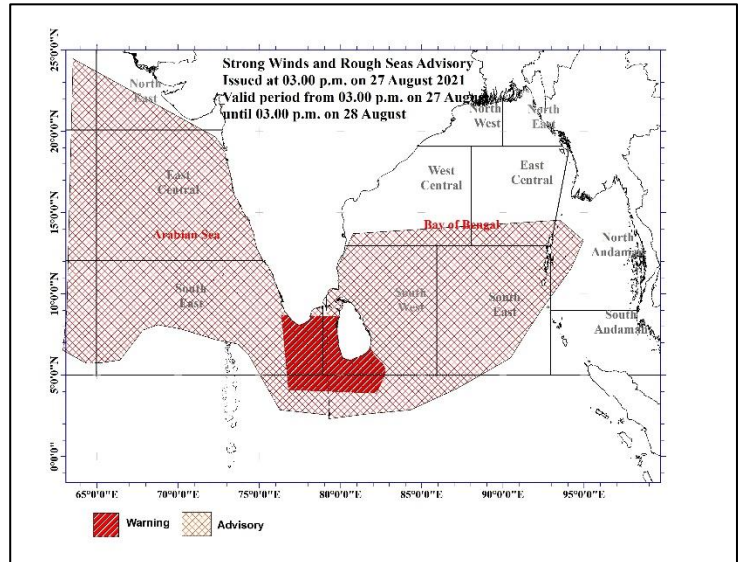 Strong Winds and Rough Seas Advisory
Issued at 03.00 p.m. on 27 August 2021
Valid period from 03.00 p.m. on 27 August
until 03.00 p.m. on 28 August
25°0'0"N
20°0'0"N
15°0'0"N
10°0'0"N
5°0'0"N
0°0'0"
North
East
North
West
North
East
East
Central
West
Central
East
Central
Arabian Sea
Bay of Bengal
North
Andaman
South
East
South
West
South
East
South
Andaman
65°0'0"E
70°0'0"E
75°0'0"E
80°0'0"E
85°0'0"E
90°0'0"E
95°0'0"E
Warning
Advisory